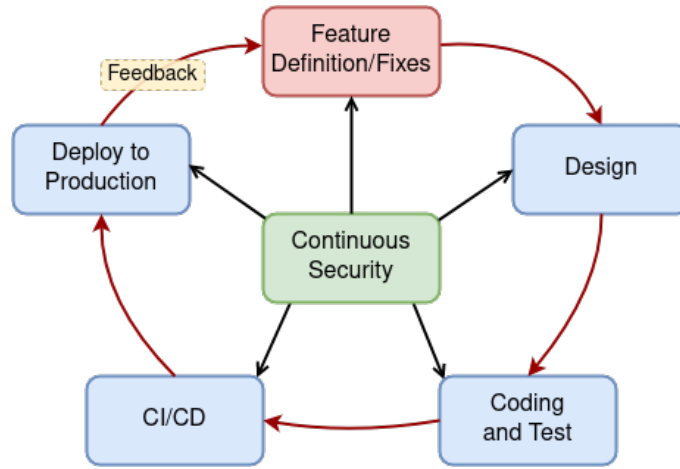 Feature
Definition/Fixes
Feedback
Deploy to
Production
Design
Continuous
Security
CI/CD
Coding
and Test